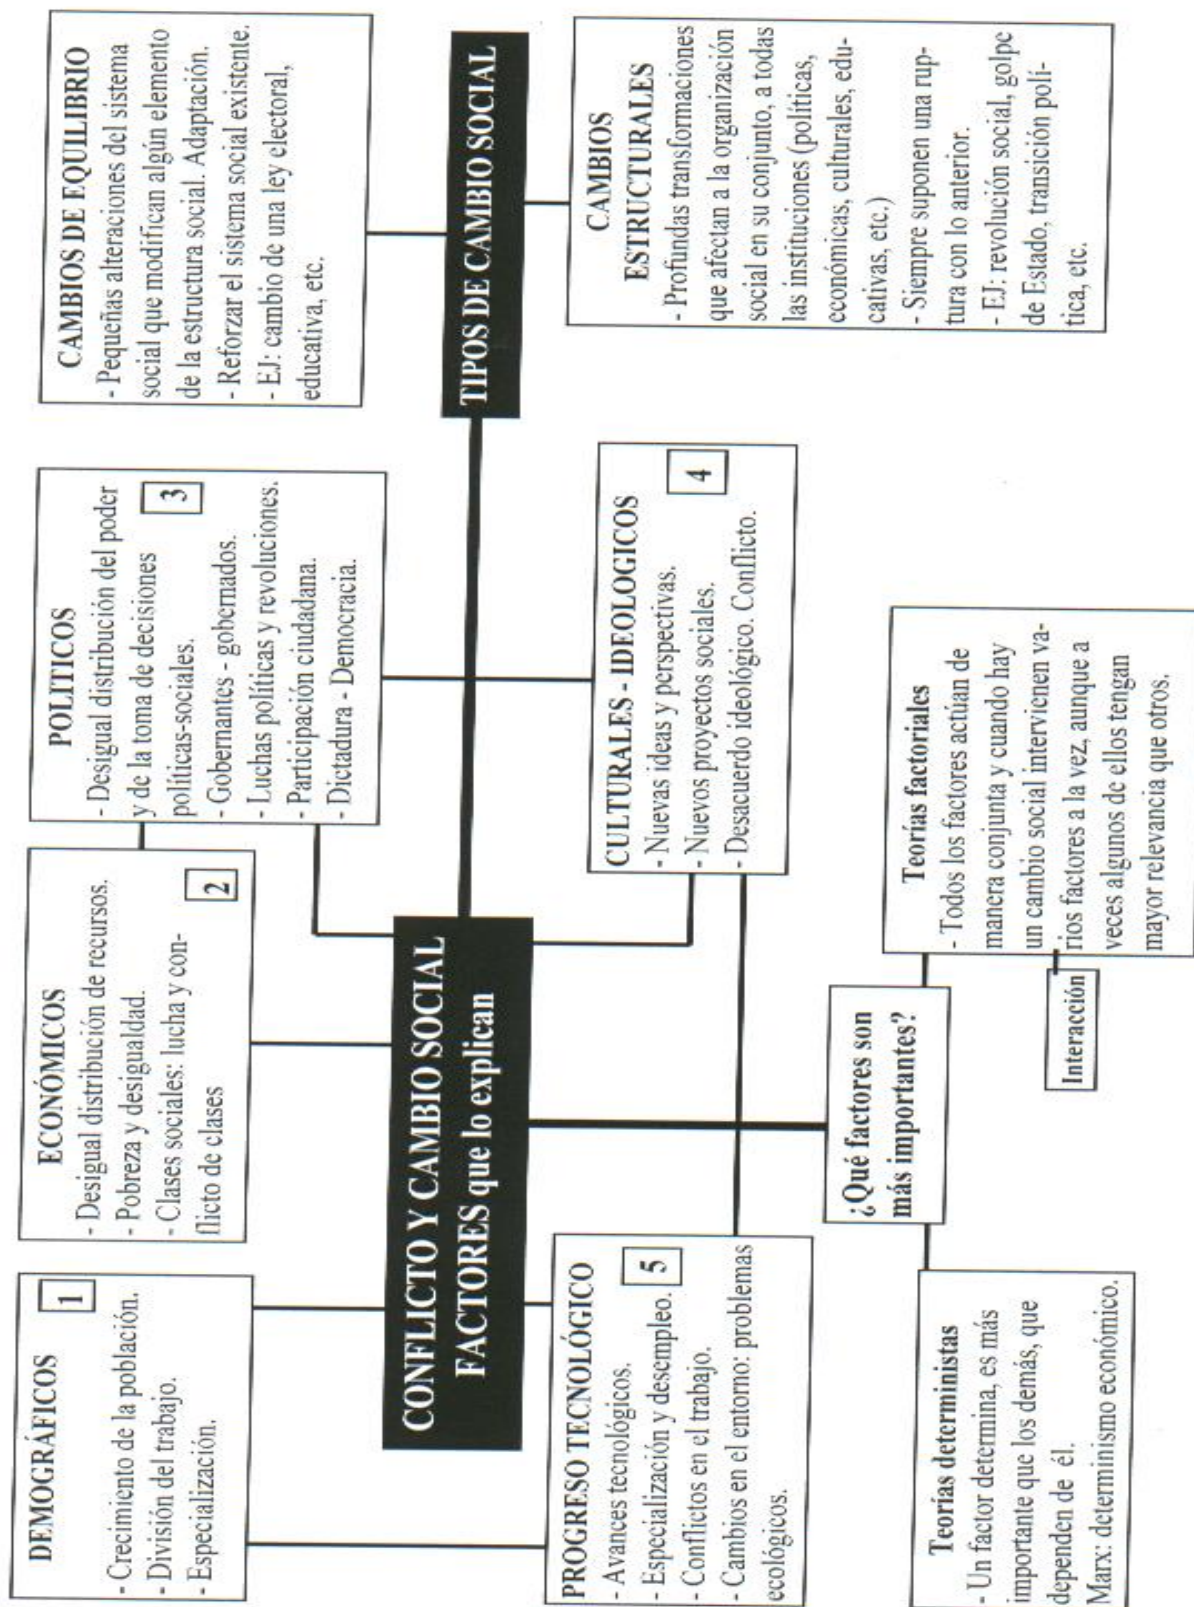 DEMOGRÁFICOS
1
- Crecimiento de la población.
- División del trabajo.
- Especialización.
ECONÓMICOS
- Desigual distribución de recursos.
- Pobreza y desigualdad.
- Clases sociales: lucha y con-
flicto de clases
2
POLITICOS
- Desigual distribución del poder
y de la toma de decisiones
políticas-sociales.
3
- Gobernantes - gobernados.
- Luchas políticas y revoluciones.
- Participación ciudadana.
- Dictadura - Democracia.
CAMBIOS DE EQULIBRIO
- Pequeñas alteraciones del sistema
social que modifican algún elemento
de la estructura social. Adaptación.
- Reforzar el sistema social existente.
- EJ: cambio de una ley electoral,
educativa, etc.
CONFLICTO Y CAMBIO SOCIAL
FACTORES que lo explican
TIPOS DE CAMBIO SOCIAL
PROGRESO TECNOLÓGICO
- Avances tecnológicos.
- Especialización y desempleo.
5
- Conflictos en el trabajo.
- Cambios en el entorno: problemas
ecológicos.
CULTURALES - IDEOLOGICOS
- Nuevas ideas y perspectivas.
- Nuevos proyectos sociales.
4
- Desacuerdo ideológico. Conflicto.
CAMBIOS
ESTRUCTURALES
- Profundas transformaciones
que afectan a la organización
social en su conjunto, a todas
las instituciones (políticas,
económicas, culturales, edu-
cativas, etc.)
- Siempre suponen una rup-
tura con lo anterior.
- EJ: revolución social, golpe
de Estado, transición polí-
tica, etc.
¿Qué factores son
más importantes?
Teorías deterministas
- Un factor determina, es más
importante que los demás, que
dependen de él.
Marx: determinismo económico.
Teorías factoriales
- Todos los factores actúan de
manera conjunta y cuando hay
un cambio social intervienen va-
rios factores a la vez, aunque a
veces algunos de ellos tengan
mayor relevancia que otros.
Interacción